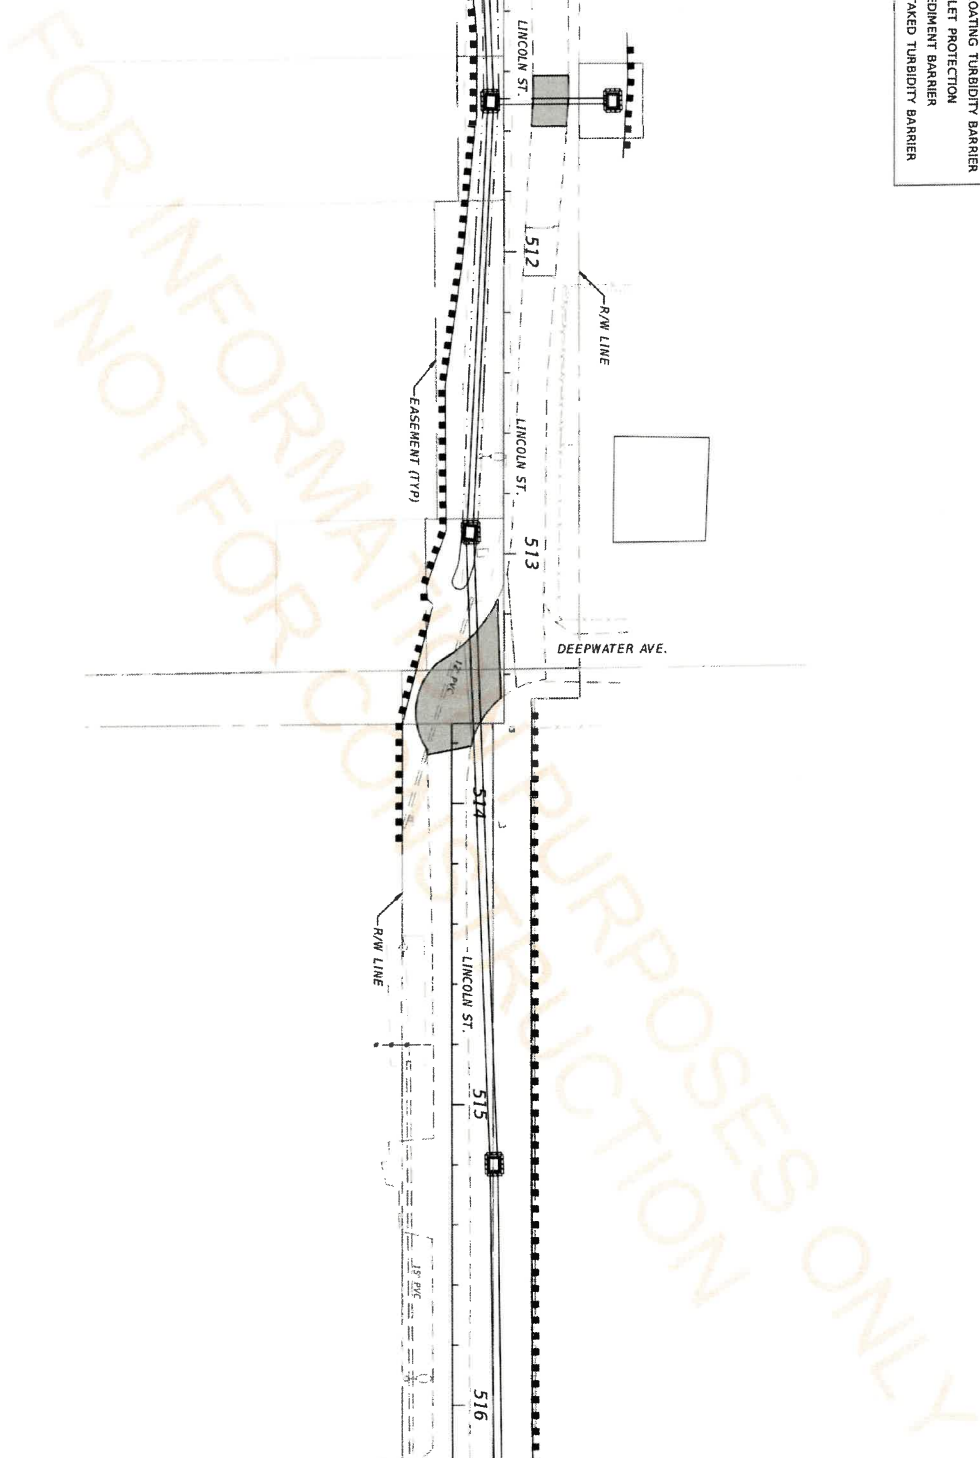 OATING TURBIDITY BARRIER
LET PROTECTION
EDIMENT BARRIER
TAKED TURBIDITY BARRIER
LINCOLN ST.
512
R/W LINE
EASEMENT (TYP)
LINCOLN ST.
513
DEEPWATER AVE.
12" PVC
514
R/W LINE
LINCOLN ST.
515
15" PVC
516
FOR INFORMATION PURPOSES ONLY
NOT FOR CONSTRUCTION